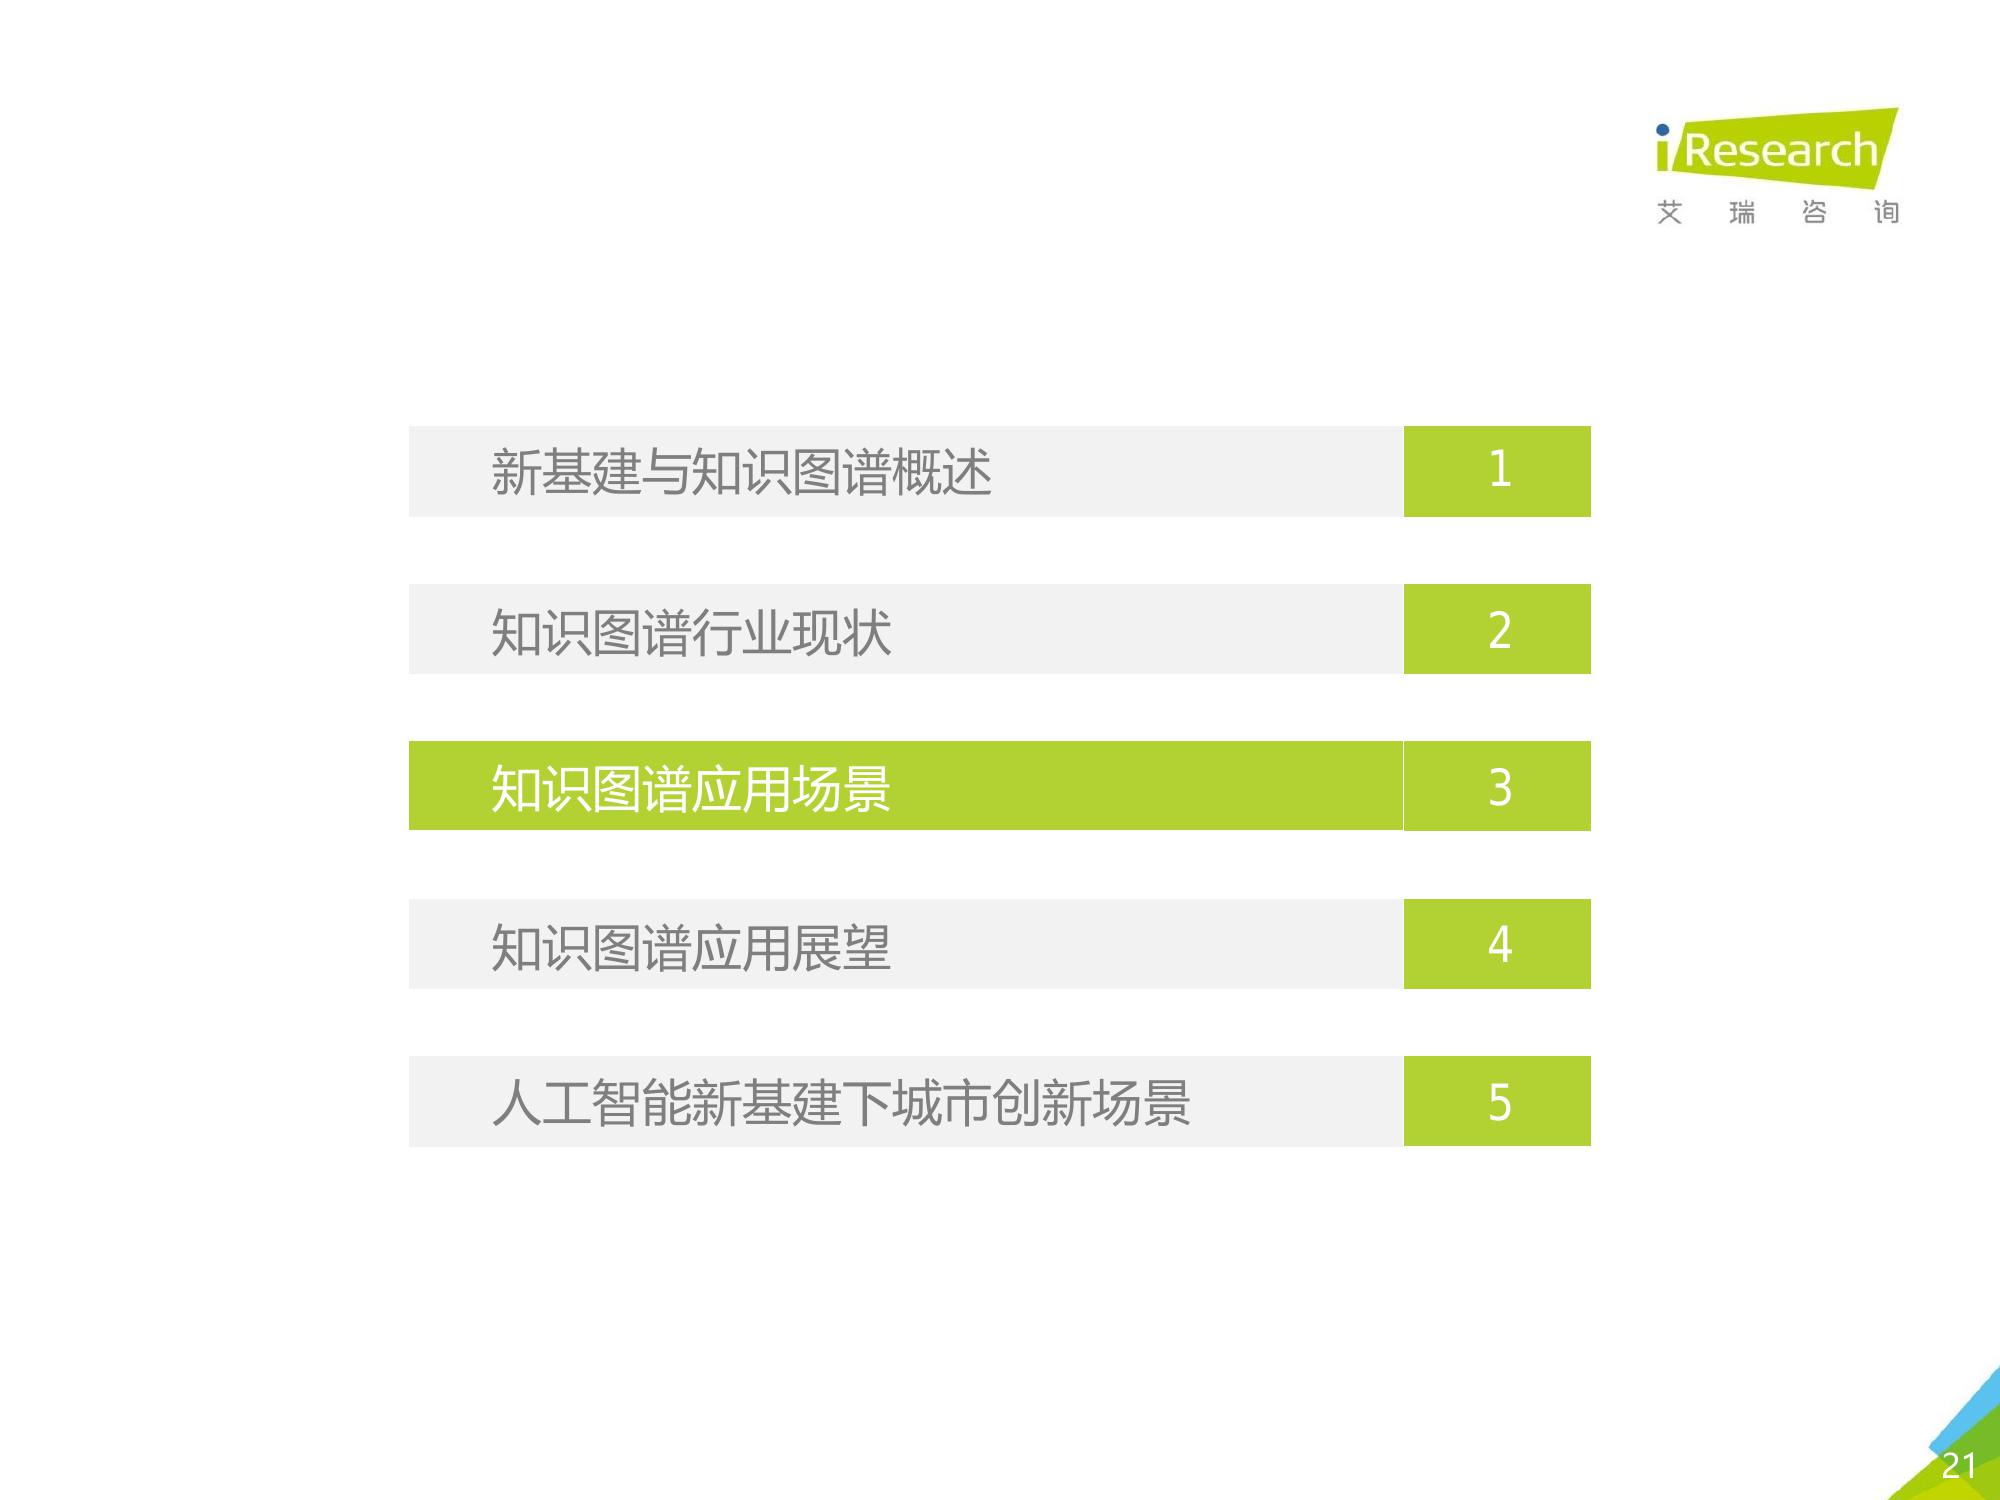 iResearch
艾瑞咨询
新基建与知识图谱概述 1
知识图谱行业现状 2
知识图谱应用场景 3
知识图谱应用展望 4
人工智能新基建下城市创新场景 5
21